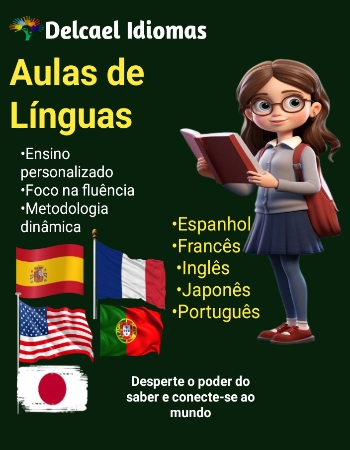 Delcael Idiomas
Aulas de
Línguas
•Ensino
personalizado
•Foco na fluência
•Metodologia
dinâmica
•Espanhol
•Francês
•Inglês
•Japonês
•Português
Desperte o poder do
saber e conecte-se ao
mundo